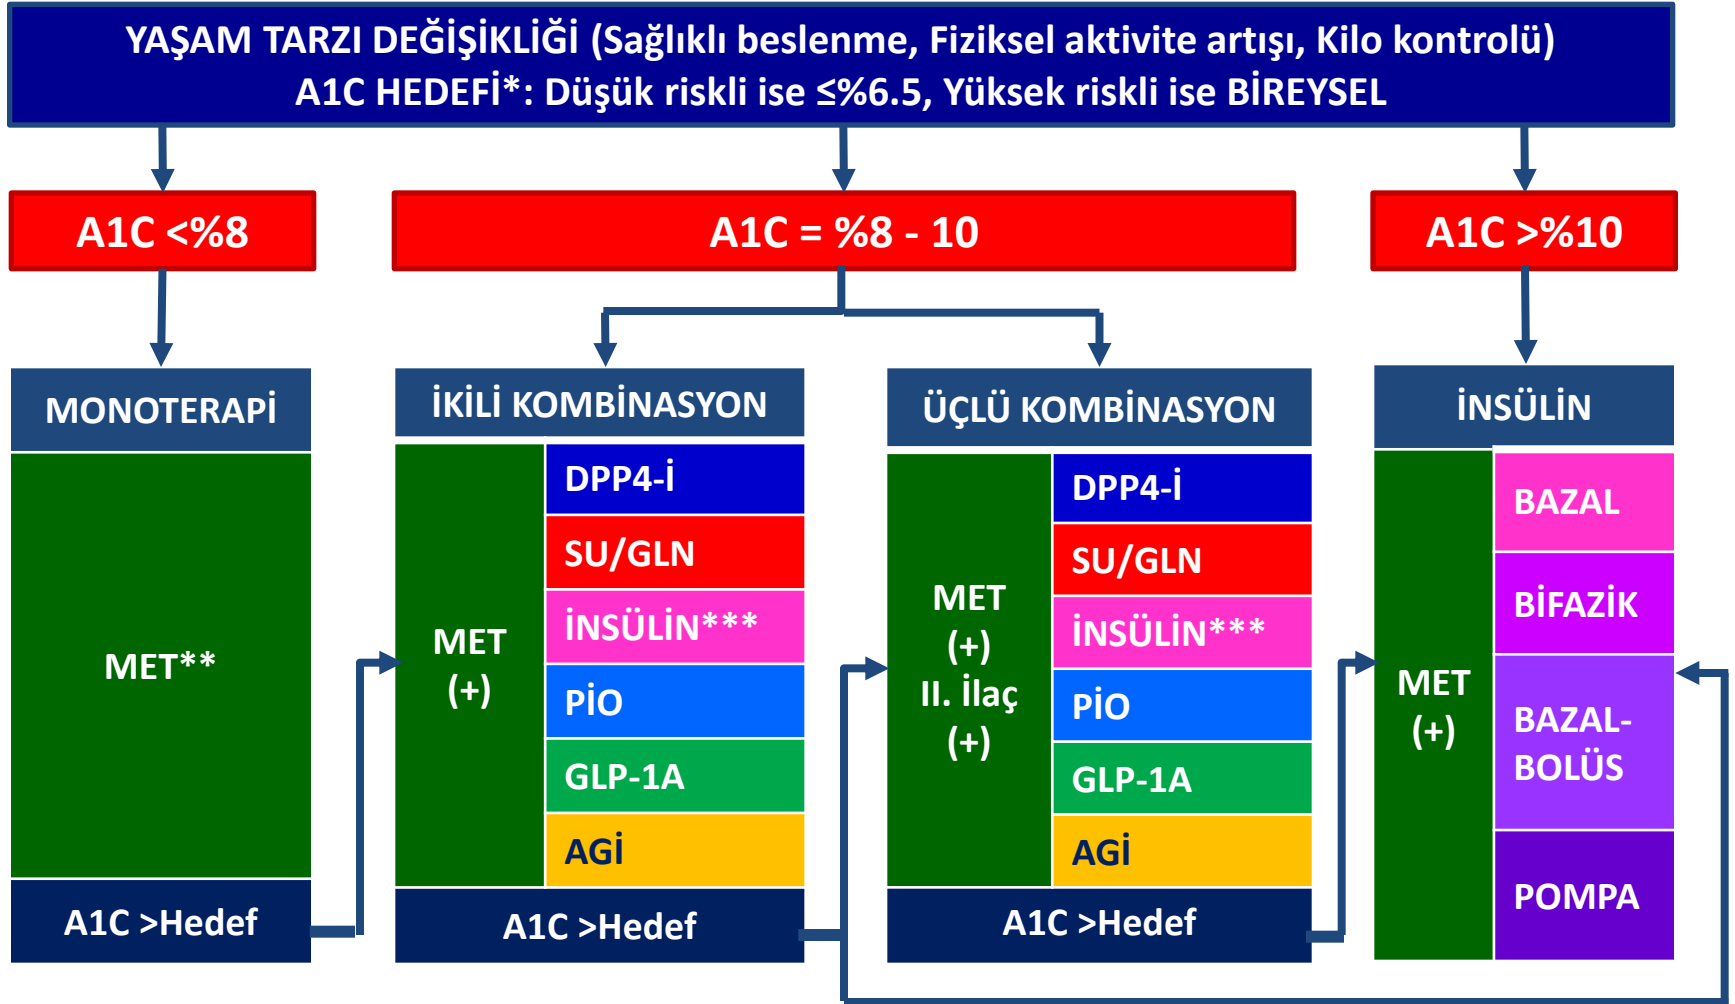 YAŞAM TARZI DEĞİŞİKLİĞİ (Sağlıklı beslenme, Fiziksel aktivite artışı, Kilo kontrolü)
A1C HEDEFİ*: Düşük riskli ise ≤%6.5, Yüksek riskli ise BİREYSEL
A1C <%8
A1C = %8 - 10
A1C >%10
MONOTERAPİ
MET**
A1C >Hedef
İKİLİ KOMBİNASYON
MET
(+)
DPP4-İ
SU/GLN
İNSÜLİN***
PİO
GLP-1A
AGİ
A1C >Hedef
ÜÇLÜ KOMBİNASYON
MET
(+)
II. İlaç
(+)
DPP4-İ
SU/GLN
İNSÜLİN***
PİO
GLP-1A
AGİ
A1C >Hedef
İNSÜLİN
MET
(+)
BAZAL
BİFAZİK
BAZAL-
BOLÜS
POMPA